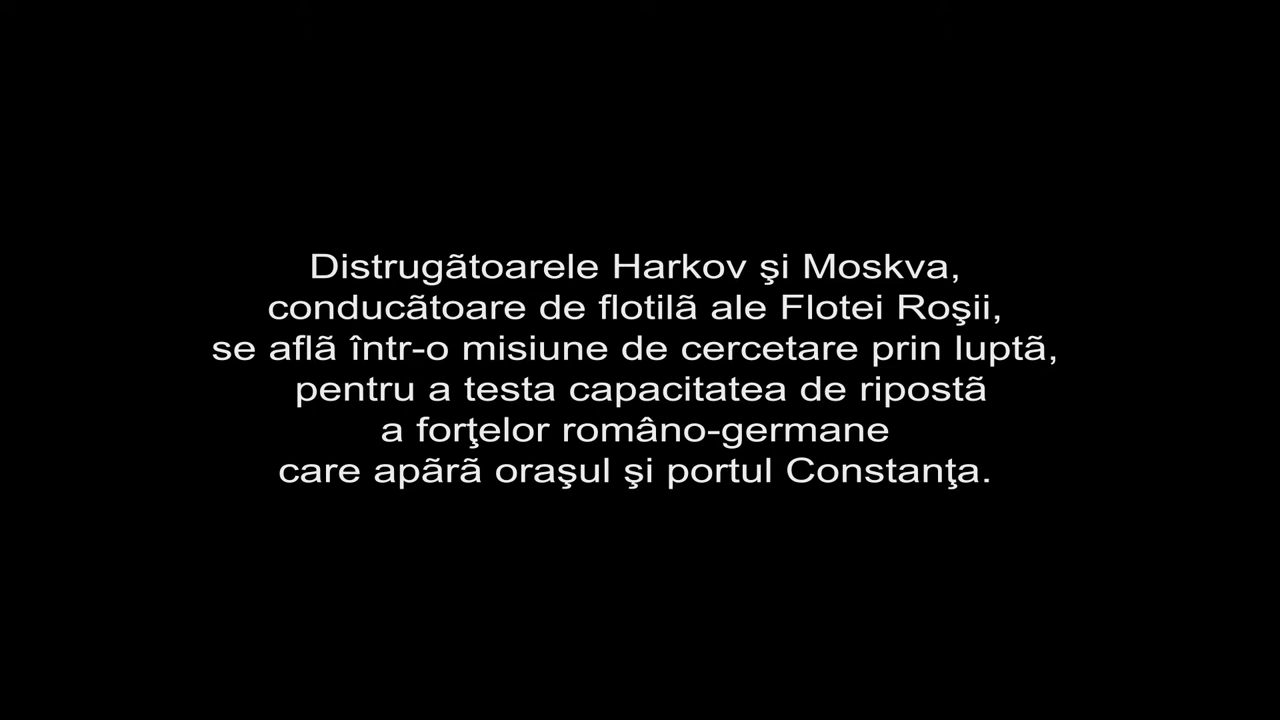 Distrugãtoarele Harkov şi Moskva,
conducãtoare de flotilã ale Flotei Roşii,
se aflã într-o misiune de cercetare prin luptã,
pentru a testa capacitatea de ripostã
a forţelor româno-germane
care apãrã oraşul şi portul Constanţa.